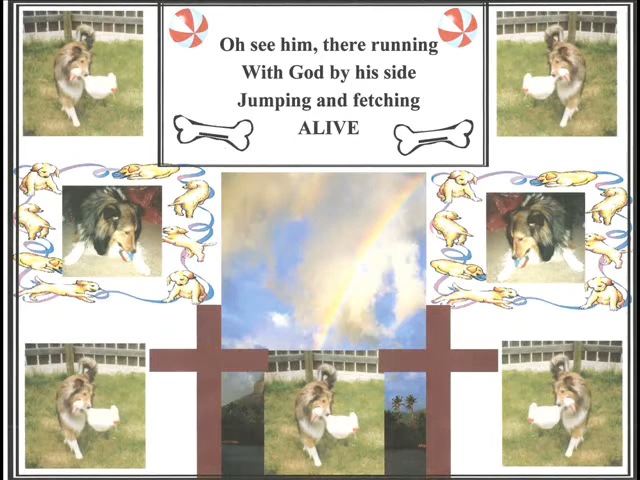 Oh see him, there running
With God by his side
Jumping and fetching
ALIVE